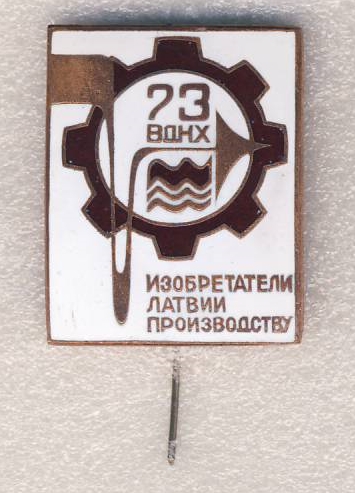 73
ВДНХ
ИЗОБРЕТАТЕЛИ
ЛАТВИИ
ПРОИЗВОДСТВУ